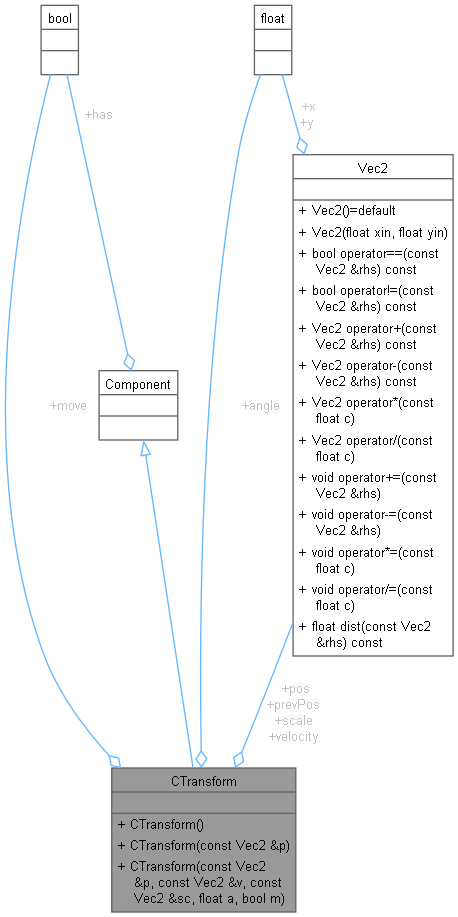 bool
float
+x
+y
+has
Vec2
+ Vec2()=default
+ Vec2(float xin, float yin)
+ bool operator==(const
Vec2 &rhs) const
+ bool operator!=(const
Vec2 &rhs) const
+ Vec2 operator+(const
Vec2 &rhs) const
+ Vec2 operator-(const
Vec2 &rhs) const
+ Vec2 operator*(const
float c)
+ Vec2 operator/(const
float c)
+ void operator+=(const
Vec2 &rhs)
+ void operator-=(const
Vec2 &rhs)
+ void operator*=(const
float c)
+ void operator/=(const
float c)
+ float dist(const Vec2
&rhs) const
Component
+move
+angle
+pos
+prevPos
+scale
+velocity
CTransform
+ CTransform()
+ CTransform(const Vec2 &p)
+ CTransform(const Vec2
&p, const Vec2 &v, const
Vec2 &sc, float a, bool m)